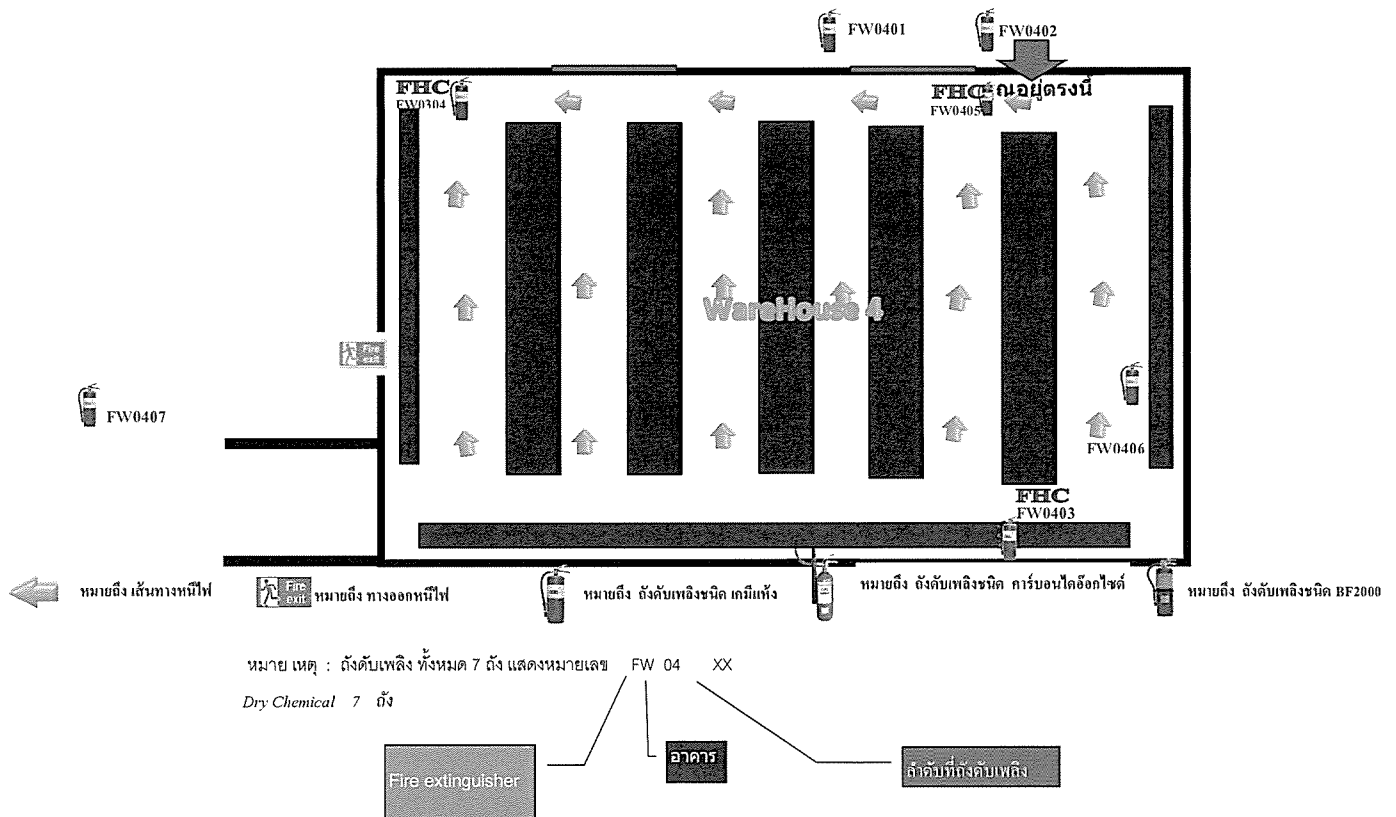 FW0401
FW0402
FHC
FW0304
FHC
FW0405
ณอยู่ตรงนี้
WareHouse 4
Fire exit
FW0407
FW0406
FHC
FW0403
หมายถึง เส้นทางหนีไฟ
Fire exit
หมายถึง ทางออกหนีไฟ
หมายถึง ถังดับเพลิงชนิด เคมีแห้ง
หมายถึง ถังดับเพลิงชนิด การ์บอนไดอ๊อกไซด์
หมายถึง ถังดับเพลิงชนิด BF2000
หมาย เหตุ : ถังดับเพลิง ทั้งหมด 7 ถัง แสดงหมายเลข FW 04 XX
Dry Chemical 7 ถัง
Fire extinguisher
อาคาร
ลำดับที่ถังดับเพลิง